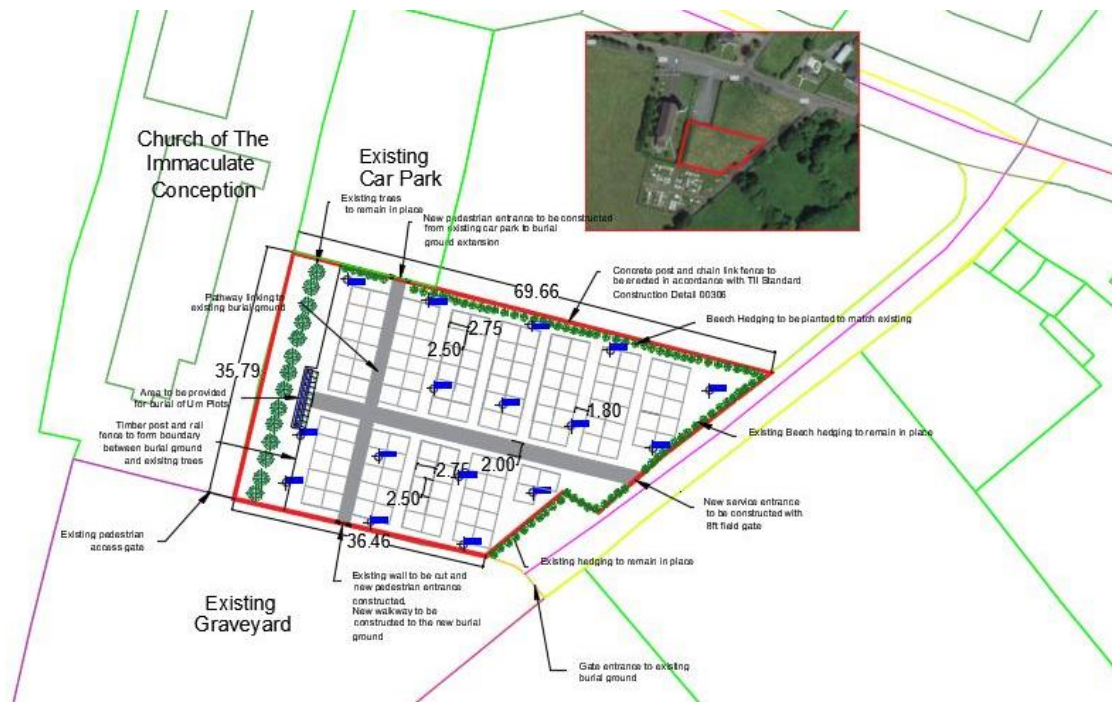 Church of The
Immaculate
Conception
Existing
Car Park
Existing trees
to remain in place
New pedestrian entrance to be constructed
from existing car park to burial
ground extension
Concrete post and chain link fence to
be erected in accordance with TII Standard
Construction Detail 00306
69.66
Pathway linking to
existing burial ground
Beech Hedging to be planted to match existing
2.75
2.50
35.79
Area to be provided
for burial of Urn Plots
1.80
Timber post and rail
fence to form boundary
between burial ground
and exisitng trees
Existing Beech hedging to remain in place
2.00
2.75
2.50
New service entrance
to be constructed with
8ft field gate
Existing pedestrian
access gate
36.46
Existing hedging to remain in place
Existing wall to be cut and
new pedestrian entrance
constructed.
New walkway to be
constructed to the new burial
ground
Existing
Graveyard
Gate entrance to existing
burial ground